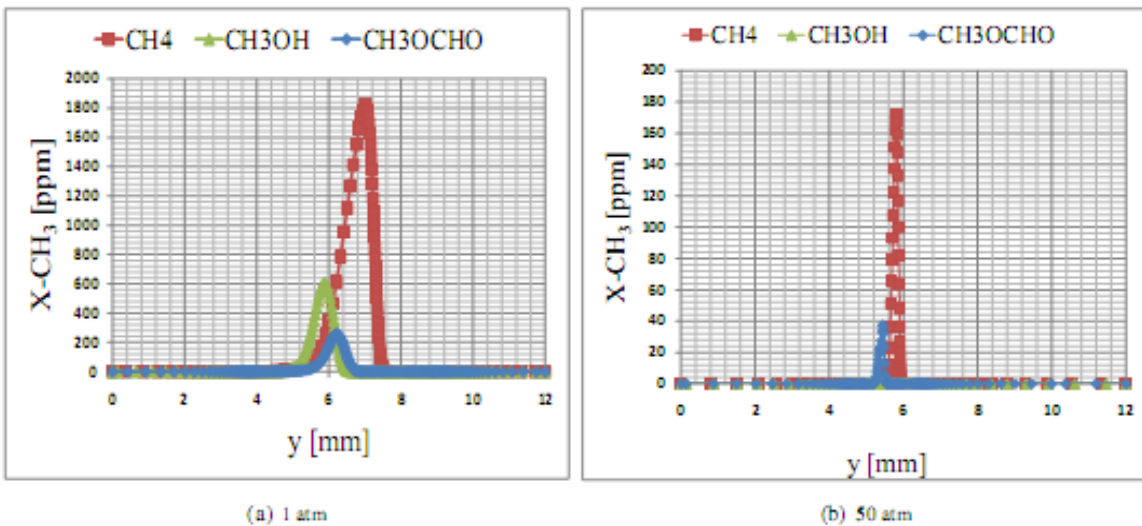 CH4 CH3OH CH3OCHO
2000
1800
1600
1400
1200
1000
800
600
400
200
0
X-CH3 [ppm]
0 2 4 6 8 10 12
y [mm]
(a) 1 atm
CH4 CH3OH CH3OCHO
200
180
160
140
120
100
80
60
40
20
0
X-CH3 [ppm]
0 2 4 6 8 10 12
y [mm]
(b) 50 atm